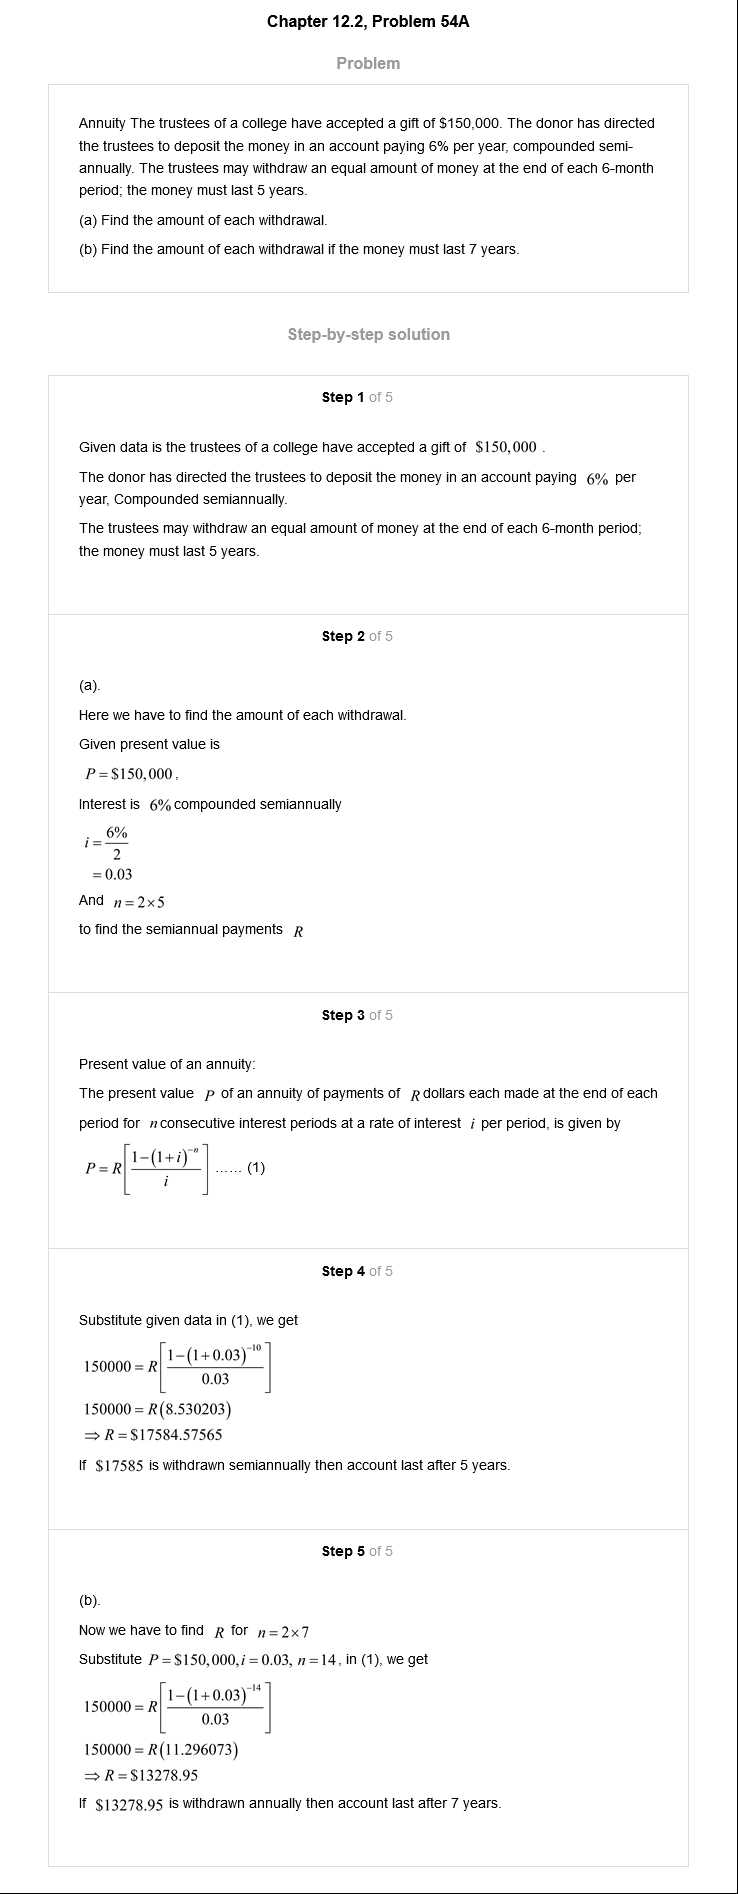 Chapter 12.2, Problem 54A
Problem
Annuity The trustees of a college have accepted a gift of $150,000. The donor has directed
the trustees to deposit the money in an account paying 6% per year, compounded semi-
annually. The trustees may withdraw an equal amount of money at the end of each 6-month
period; the money must last 5 years.
(a) Find the amount of each withdrawal.
(b) Find the amount of each withdrawal if the money must last 7 years.
Step-by-step solution
Step 1 of 5
Given data is the trustees of a college have accepted a gift of $150,000 .
The donor has directed the trustees to deposit the money in an account paying 6% per
year, Compounded semiannually.
The trustees may withdraw an equal amount of money at the end of each 6-month period;
the money must last 5 years.
Step 2 of 5
(a).
Here we have to find the amount of each withdrawal.
Given present value is
P = $150,000 ,
Interest is 6% compounded semiannually
i = 6%/2
= 0.03
And n = 2×5
to find the semiannual payments R
Step 3 of 5
Present value of an annuity:
The present value P of an annuity of payments of R dollars each made at the end of each
period for n consecutive interest periods at a rate of interest i per period, is given by
P = R[(1−(1+i)^−n)/i] ...... (1)
Step 4 of 5
Substitute given data in (1), we get
150000 = R[(1−(1+0.03)^−10)/0.03]
150000 = R(8.530203)
⇒ R = $17584.57565
If $17585 is withdrawn semiannually then account last after 5 years.
Step 5 of 5
(b).
Now we have to find R for n = 2×7
Substitute P = $150,000, i = 0.03, n = 14, in (1), we get
150000 = R[(1−(1+0.03)^−14)/0.03]
150000 = R(11.296073)
⇒ R = $13278.95
If $13278.95 is withdrawn annually then account last after 7 years.